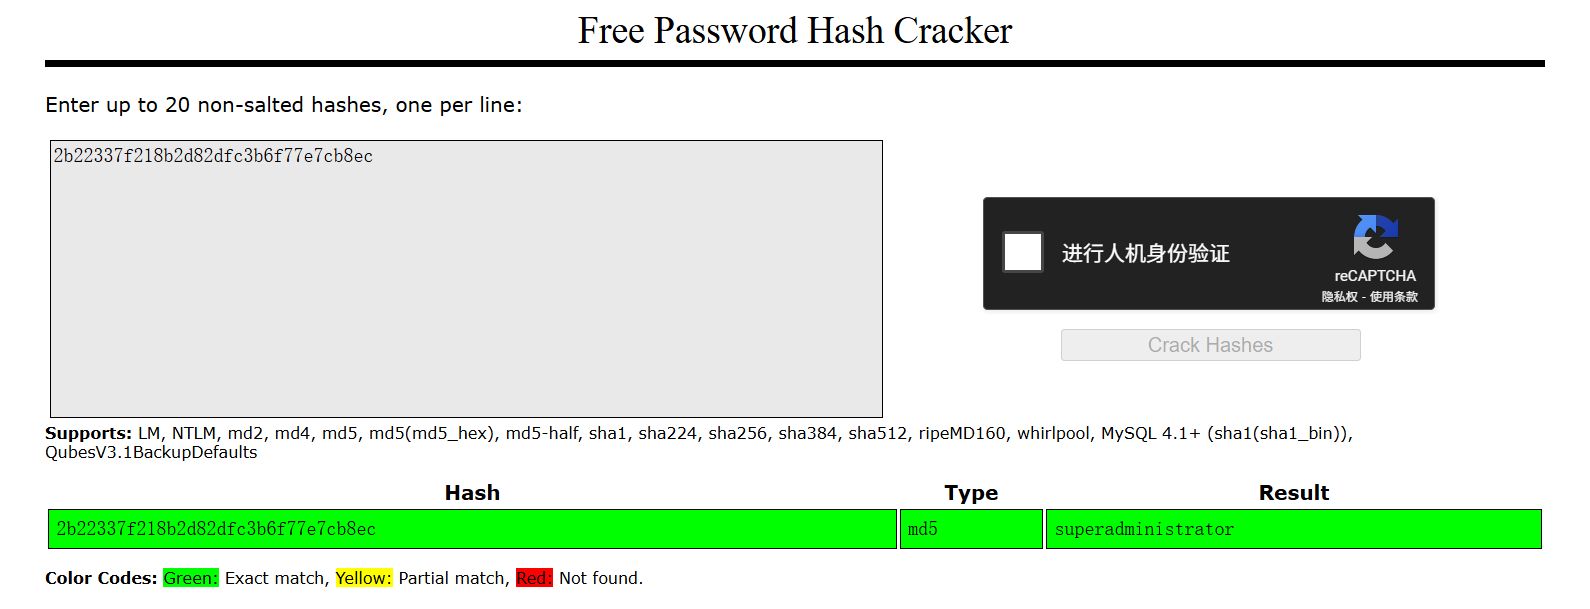 Free Password Hash Cracker
Enter up to 20 non-salted hashes, one per line:
2b22337f218b2d82dfc3b6f77e7cb8ec
进行人机身份验证
reCAPTCHA
隐私权 - 使用条款
Crack Hashes
Supports: LM, NTLM, md2, md4, md5, md5(md5_hex), md5-half, sha1, sha224, sha256, sha384, sha512, ripeMD160, whirlpool, MySQL 4.1+ (sha1(sha1_bin)),
QubesV3.1BackupDefaults
Hash Type Result
2b22337f218b2d82dfc3b6f77e7cb8ec md5 superadministrator
Color Codes: Green: Exact match, Yellow: Partial match, Red: Not found.